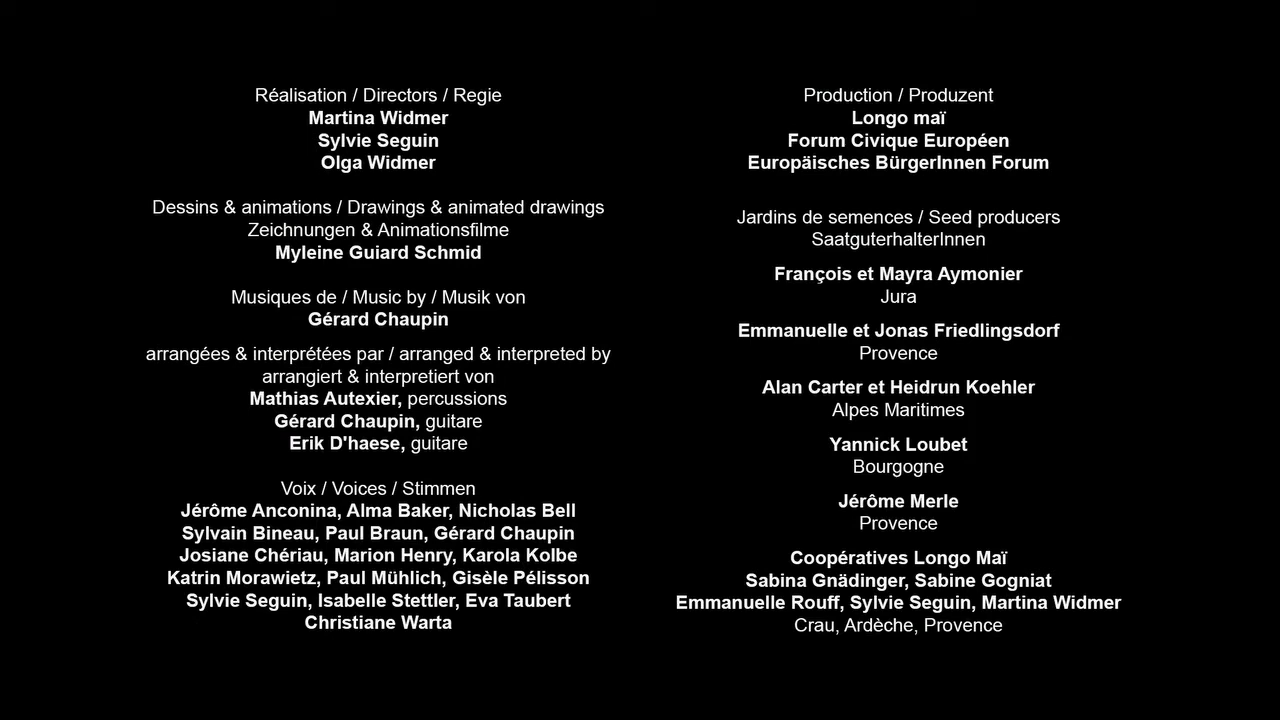 Réalisation / Directors / Regie
Martina Widmer
Sylvie Seguin
Olga Widmer
Dessins & animations / Drawings & animated drawings
Zeichnungen & Animationsfilme
Myleine Guiard Schmid
Musiques de / Music by / Musik von
Gérard Chaupin
arrangées & interprétées par / arranged & interpreted by
arrangiert & interpretiert von
Mathias Autexier, percussions
Gérard Chaupin, guitare
Erik D'haese, guitare
Voix / Voices / Stimmen
Jérôme Anconina, Alma Baker, Nicholas Bell
Sylvain Bineau, Paul Braun, Gérard Chaupin
Josiane Chériau, Marion Henry, Karola Kolbe
Katrin Morawietz, Paul Mühlich, Gisèle Pélisson
Sylvie Seguin, Isabelle Stettler, Eva Taubert
Christiane Warta
Production / Produzent
Longo maï
Forum Civique Européen
Europäisches BürgerInnen Forum
Jardins de semences / Seed producers
SaatguterhalterInnen
François et Mayra Aymonier
Jura
Emmanuelle et Jonas Friedlingsdorf
Provence
Alan Carter et Heidrun Koehler
Alpes Maritimes
Yannick Loubet
Bourgogne
Jérôme Merle
Provence
Coopératives Longo Maï
Sabina Gnädinger, Sabine Gogniat
Emmanuelle Rouff, Sylvie Seguin, Martina Widmer
Crau, Ardèche, Provence